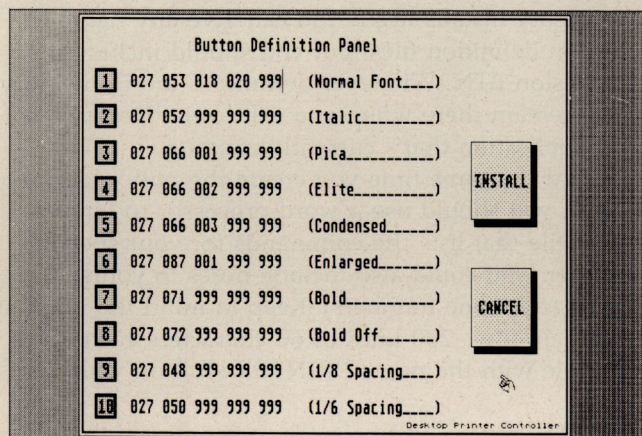 Button Definition Panel
1 027 053 018 020 999 (Normal Font____)
2 027 052 999 999 999 (Italic_________)
3 027 066 001 999 999 (Pica___________)
4 027 066 002 999 999 (Elite__________)
5 027 066 003 999 999 (Condensed______)
6 027 087 001 999 999 (Enlarged_______)
7 027 071 999 999 999 (Bold___________)
8 027 072 999 999 999 (Bold Off_______)
9 027 048 999 999 999 (1/8 Spacing____)
10 027 050 999 999 999 (1/6 Spacing____)
INSTALL
CANCEL
Desktop Printer Controller